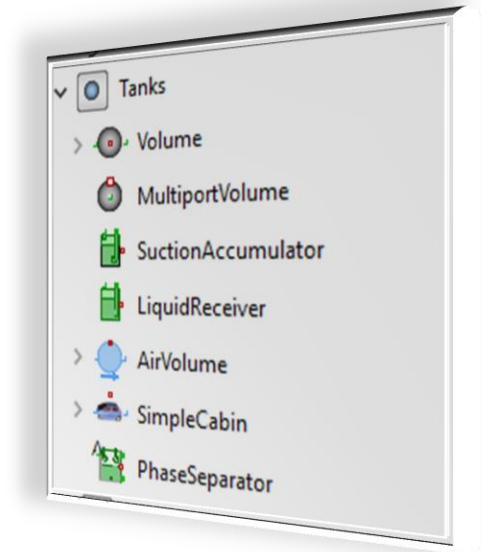 Tanks
Volume
MultiportVolume
SuctionAccumulator
LiquidReceiver
AirVolume
SimpleCabin
PhaseSeparator